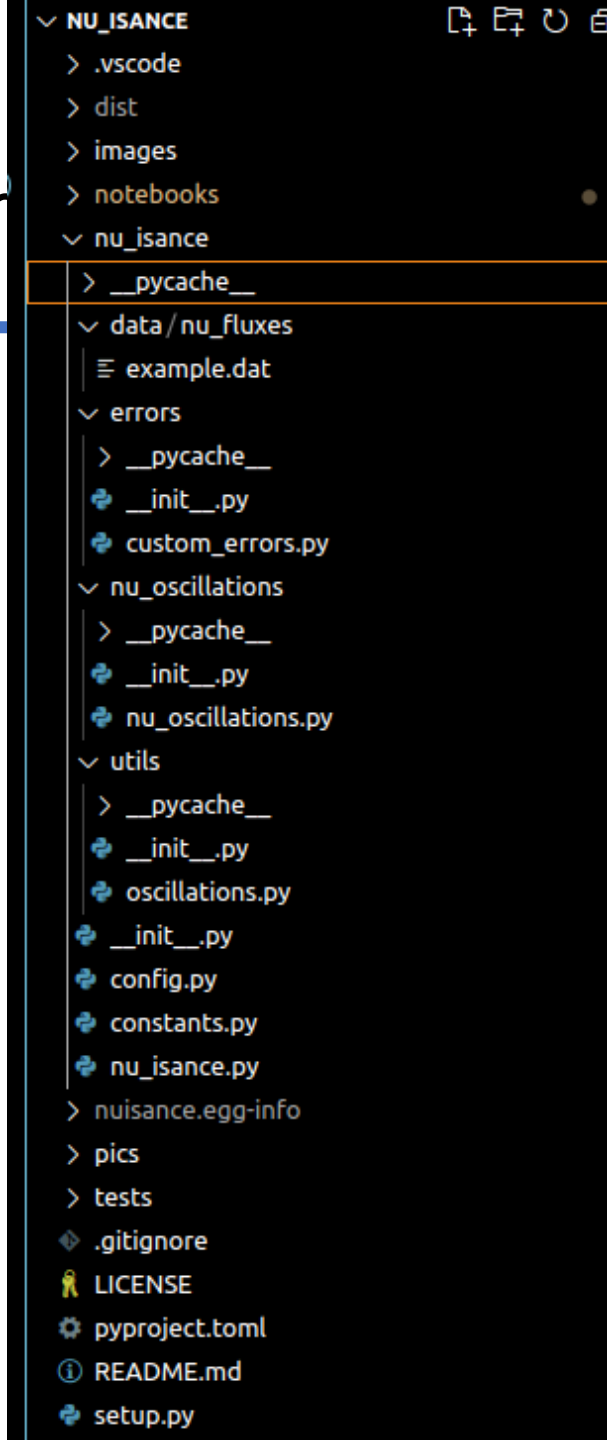 NU_ISANCE
.vscode
dist
images
notebooks
nu_isance
__pycache__
data / nu_fluxes
example.dat
errors
__pycache__
__init__.py
custom_errors.py
nu_oscillations
__pycache__
__init__.py
nu_oscillations.py
utils
__pycache__
__init__.py
oscillations.py
__init__.py
config.py
constants.py
nu_isance.py
nuisance.egg-info
pics
tests
.gitignore
LICENSE
pyproject.toml
README.md
setup.py